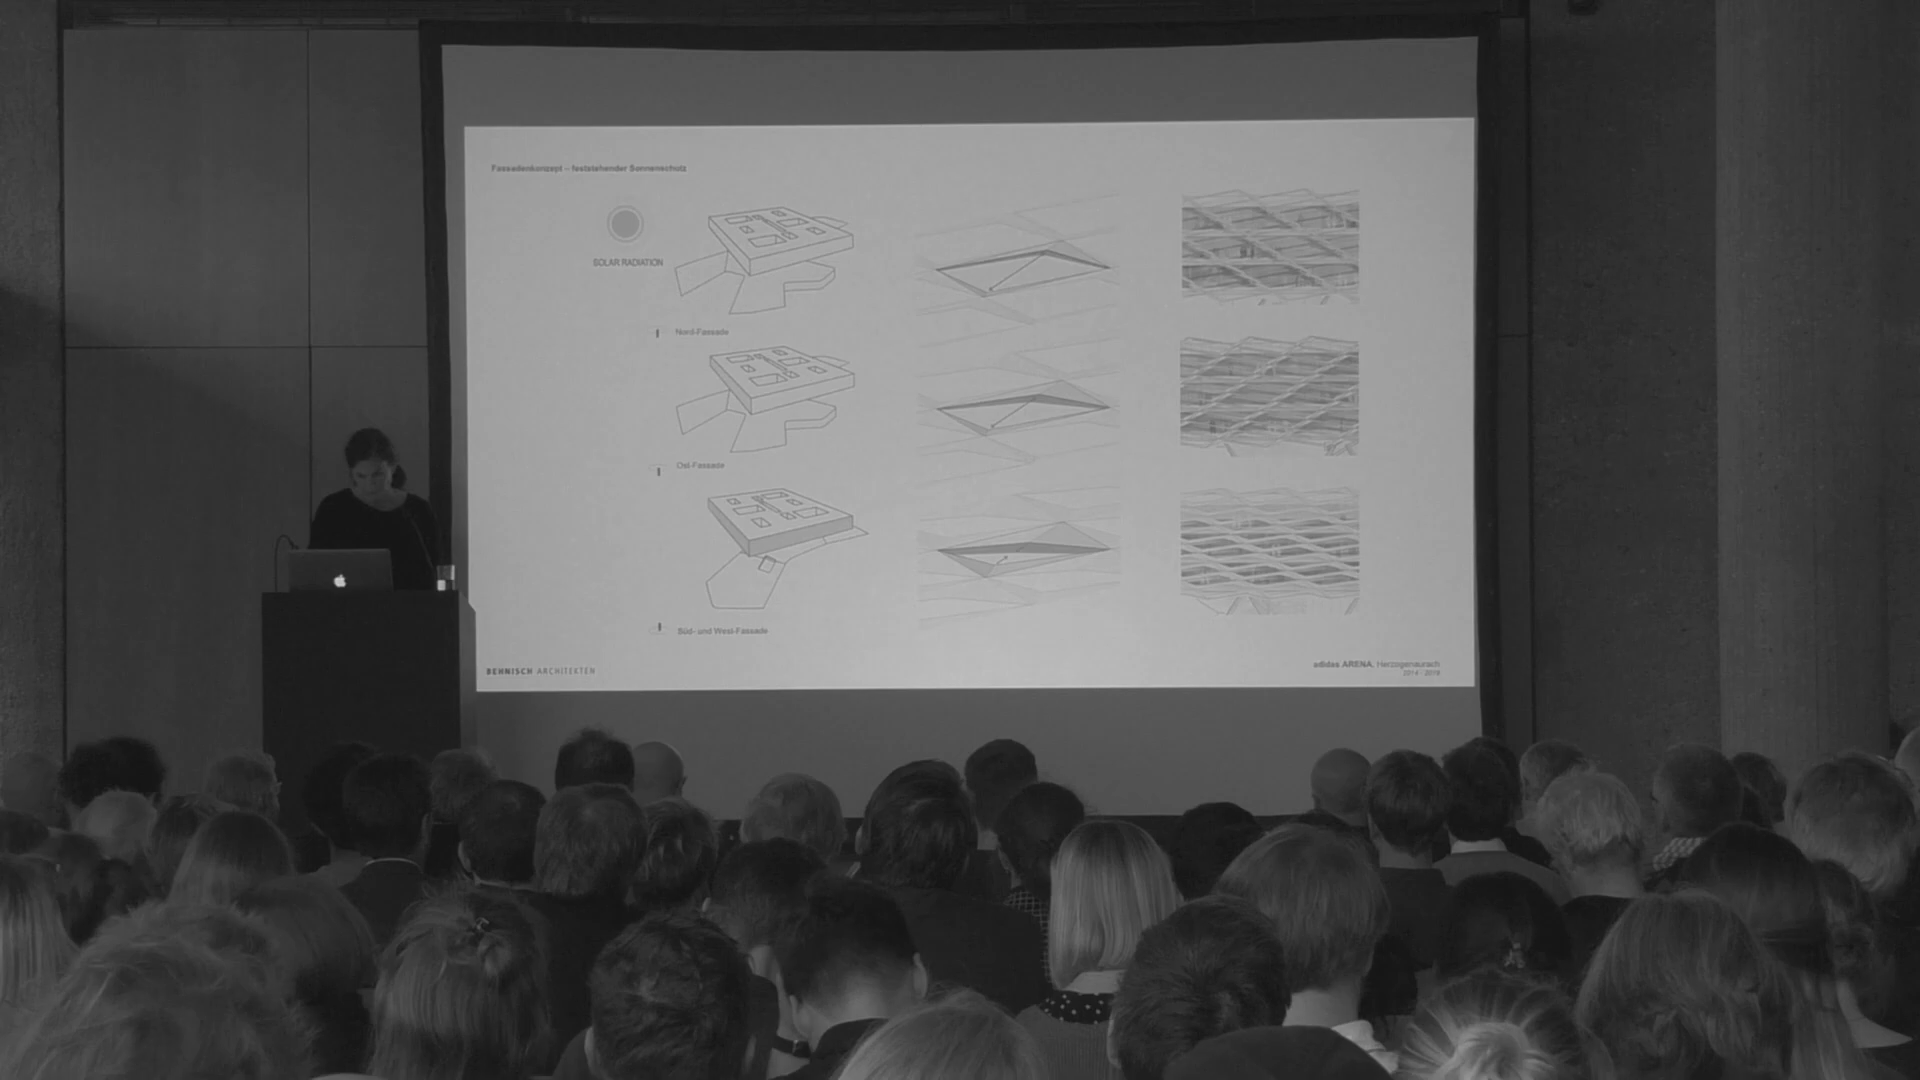 Fassadenkonzept – feststehender Sonnenschutz
SOLAR RADIATION
Nord-Fassade
Ost-Fassade
Süd- und West-Fassade
BEHNISCH ARCHITEKTEN
adidas ARENA, Herzogenaurach
2014 - 2019